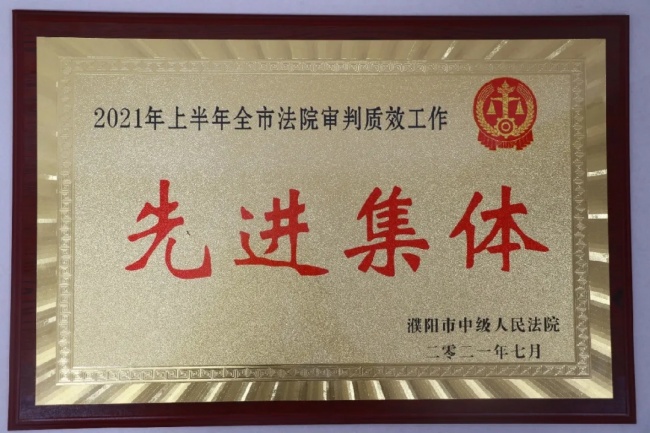 2021年上半年全市法院审判质效工作
先进集体
濮阳市中级人民法院
二零二一年七月